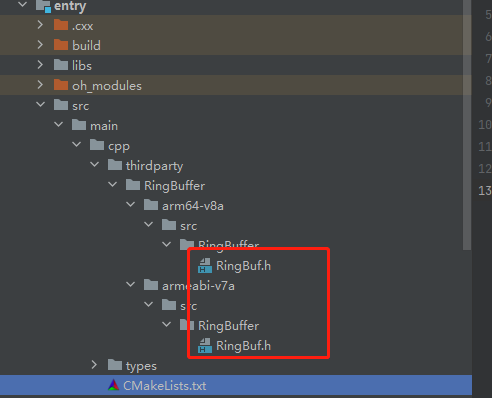 entry
.cxx
build
libs
oh_modules
src
main
cpp
thirdparty
RingBuffer
arm64-v8a
src
RingBuffer
RingBuf.h
armeabi-v7a
src
RingBuffer
RingBuf.h
types
CMakeLists.txt
5
6
7
8
9
10
11
12
13